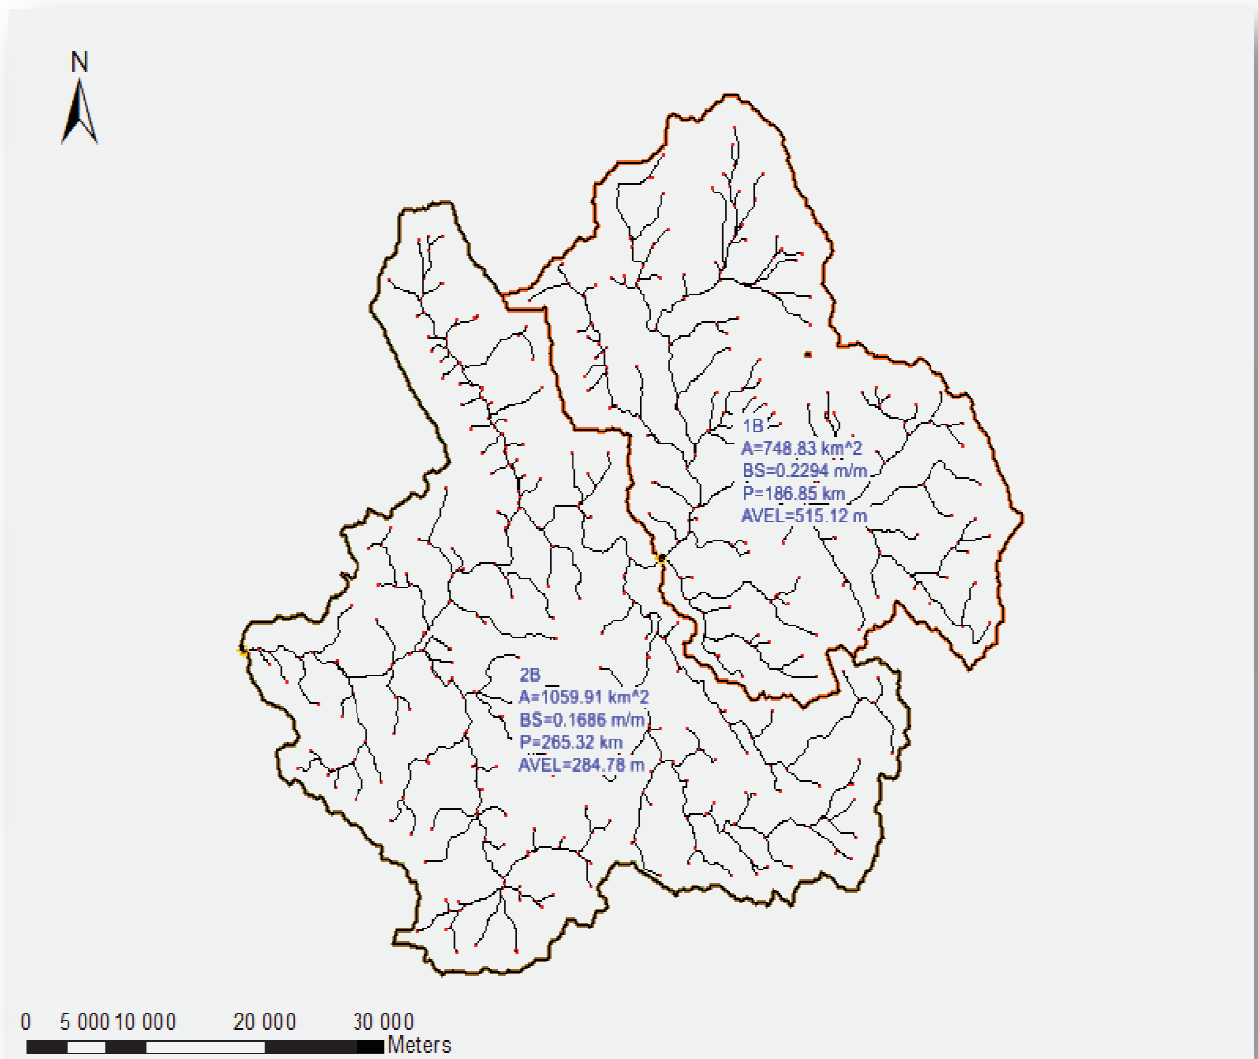 N
1B
A=748.83 km^2
BS=0.2294 m/m
P=186.85 km
AVEL=515.12 m
2B
A=1059.91 km^2
BS=0.1686 m/m
P=265.32 km
AVEL=284.78 m
0 5 000 10 000 20 000 30 000
Meters